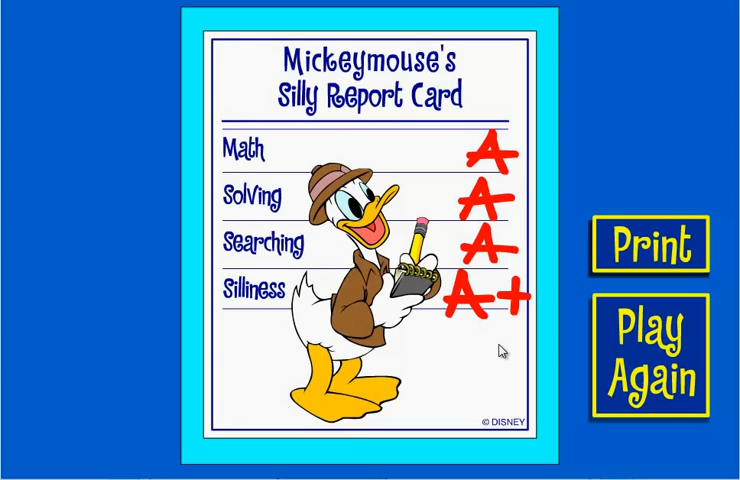 Mickeymouse's
Silly Report Card
Math A
Solving A
Searching A
Silliness A+
© DISNEY
Print
Play
Again